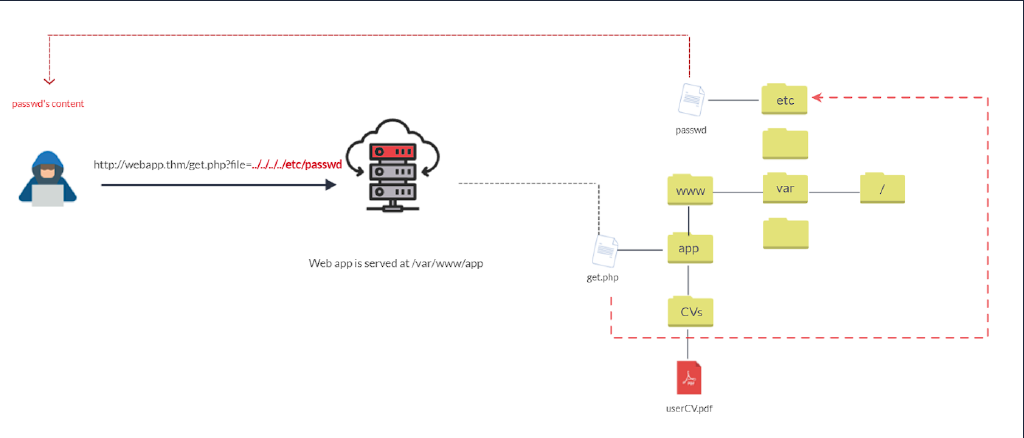 passwd's content
passwd
etc
http://webapp.thm/get.php?file=../../../../etc/passwd
www
var
/
app
Web app is served at /var/www/app
get.php
CVs
PDF
userCV.pdf